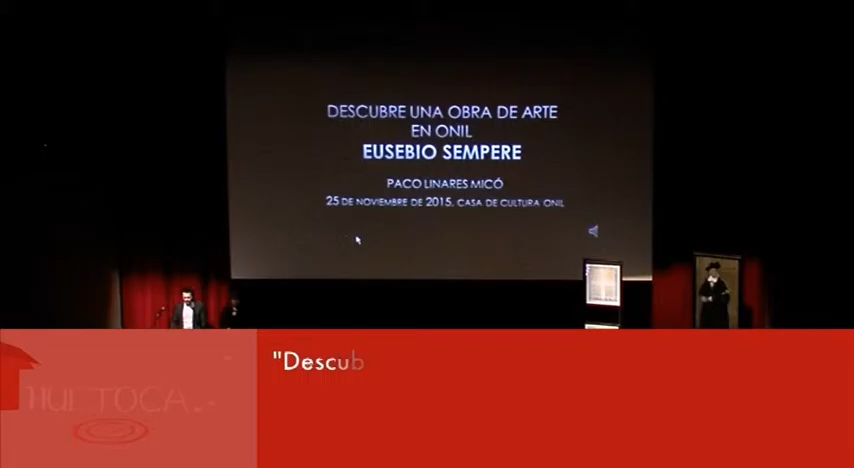 DESCUBRE UNA OBRA DE ARTE
EN ONIL
EUSEBIO SEMPERE
PACO LINARES MICÓ
25 DE NOVIEMBRE DE 2015, CASA DE CULTURA ONIL
"Descub